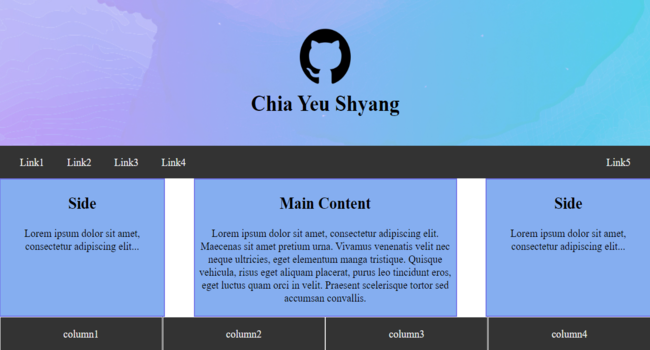 Chia Yeu Shyang
Link1 Link2 Link3 Link4 Link5
Side
Lorem ipsum dolor sit amet,
consectetur adipiscing elit...
Main Content
Lorem ipsum dolor sit amet, consectetur adipiscing elit.
Maecenas sit amet pretium urna. Vivamus venenatis velit nec
neque ultricies, eget elementum manga tristique. Quisque
vehicula, risus eget aliquam placerat, purus leo tincidunt eros,
eget luctus quam orci in velit. Praesent scelerisque tortor sed
accumsan convallis.
Side
Lorem ipsum dolor sit amet,
consectetur adipiscing elit...
column1 column2 column3 column4